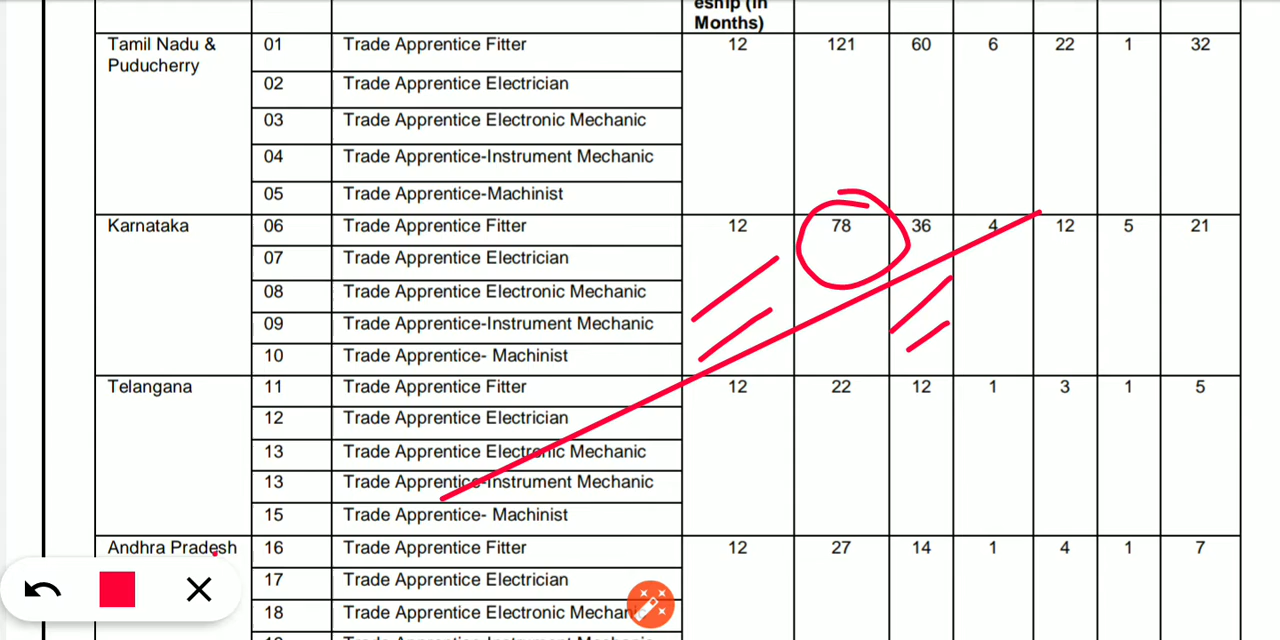 eship (in
Months)
Tamil Nadu & 01 Trade Apprentice Fitter 12 121 60 6 22 1 32
Puducherry
02 Trade Apprentice Electrician
03 Trade Apprentice Electronic Mechanic
04 Trade Apprentice-Instrument Mechanic
05 Trade Apprentice-Machinist
Karnataka 06 Trade Apprentice Fitter 12 78 36 4 12 5 21
07 Trade Apprentice Electrician
08 Trade Apprentice Electronic Mechanic
09 Trade Apprentice-Instrument Mechanic
10 Trade Apprentice- Machinist
Telangana 11 Trade Apprentice Fitter 12 22 12 1 3 1 5
12 Trade Apprentice Electrician
13 Trade Apprentice Electronic Mechanic
13 Trade Apprentice-Instrument Mechanic
15 Trade Apprentice- Machinist
Andhra Pradesh 16 Trade Apprentice Fitter 12 27 14 1 4 1 7
17 Trade Apprentice Electrician
18 Trade Apprentice Electronic Mechani